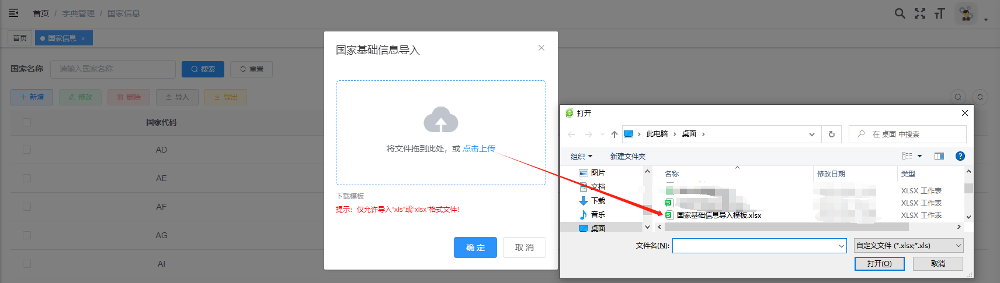 首页 / 字典管理 / 国家信息
首页 国家信息 ×
国家名称 请输入国家名称 搜索 重置
新增 修改 删除 导入 导出
国家代码
AD
AE
AF
AG
AI
国家基础信息导入
将文件拖到此处，或 点击上传
下载模板
提示：仅允许导入“xls”或“xlsx”格式文件！
确 定 取 消
打开
此电脑 › 桌面 ›
在 桌面 中搜索
组织 新建文件夹
图片
文档
下载
音乐
桌面
名称 修改日期 类型
XLSX 工作表
XLSX 工作表
国家基础信息导入模板.xlsx XLSX 工作表
文件名(N): 自定义文件 (*.xlsx;*.xls)
打开(O) 取消